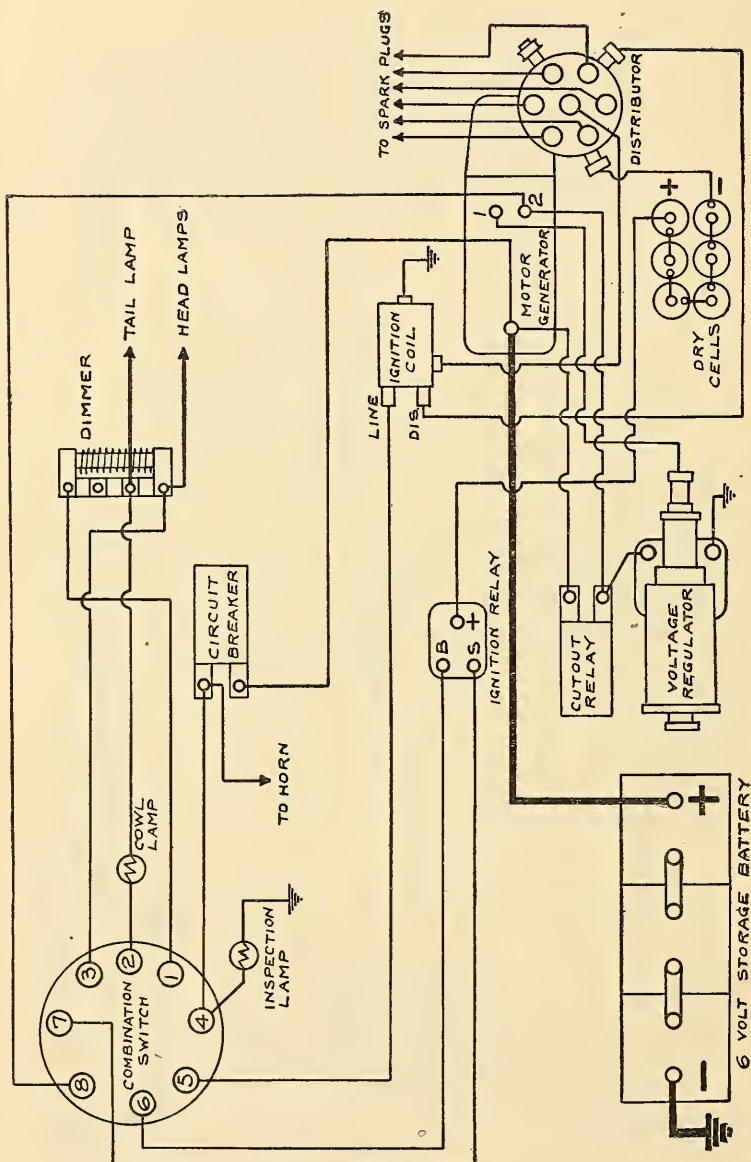 TO SPARK PLUGS
DISTRIBUTOR
1
2
MOTOR
GENERATOR
+
-
DRY
CELLS
TAIL LAMP
HEAD LAMPS
DIMMER
IGNITION
COIL
LINE
DIS.
CIRCUIT
BREAKER
TO HORN
B
+
S
IGNITION RELAY
CUTOUT
RELAY
VOLTAGE
REGULATOR
COWL
LAMP
INSPECTION
LAMP
COMBINATION
SWITCH
1
2
3
4
5
6
7
8
+
-
6 VOLT STORAGE BATTERY